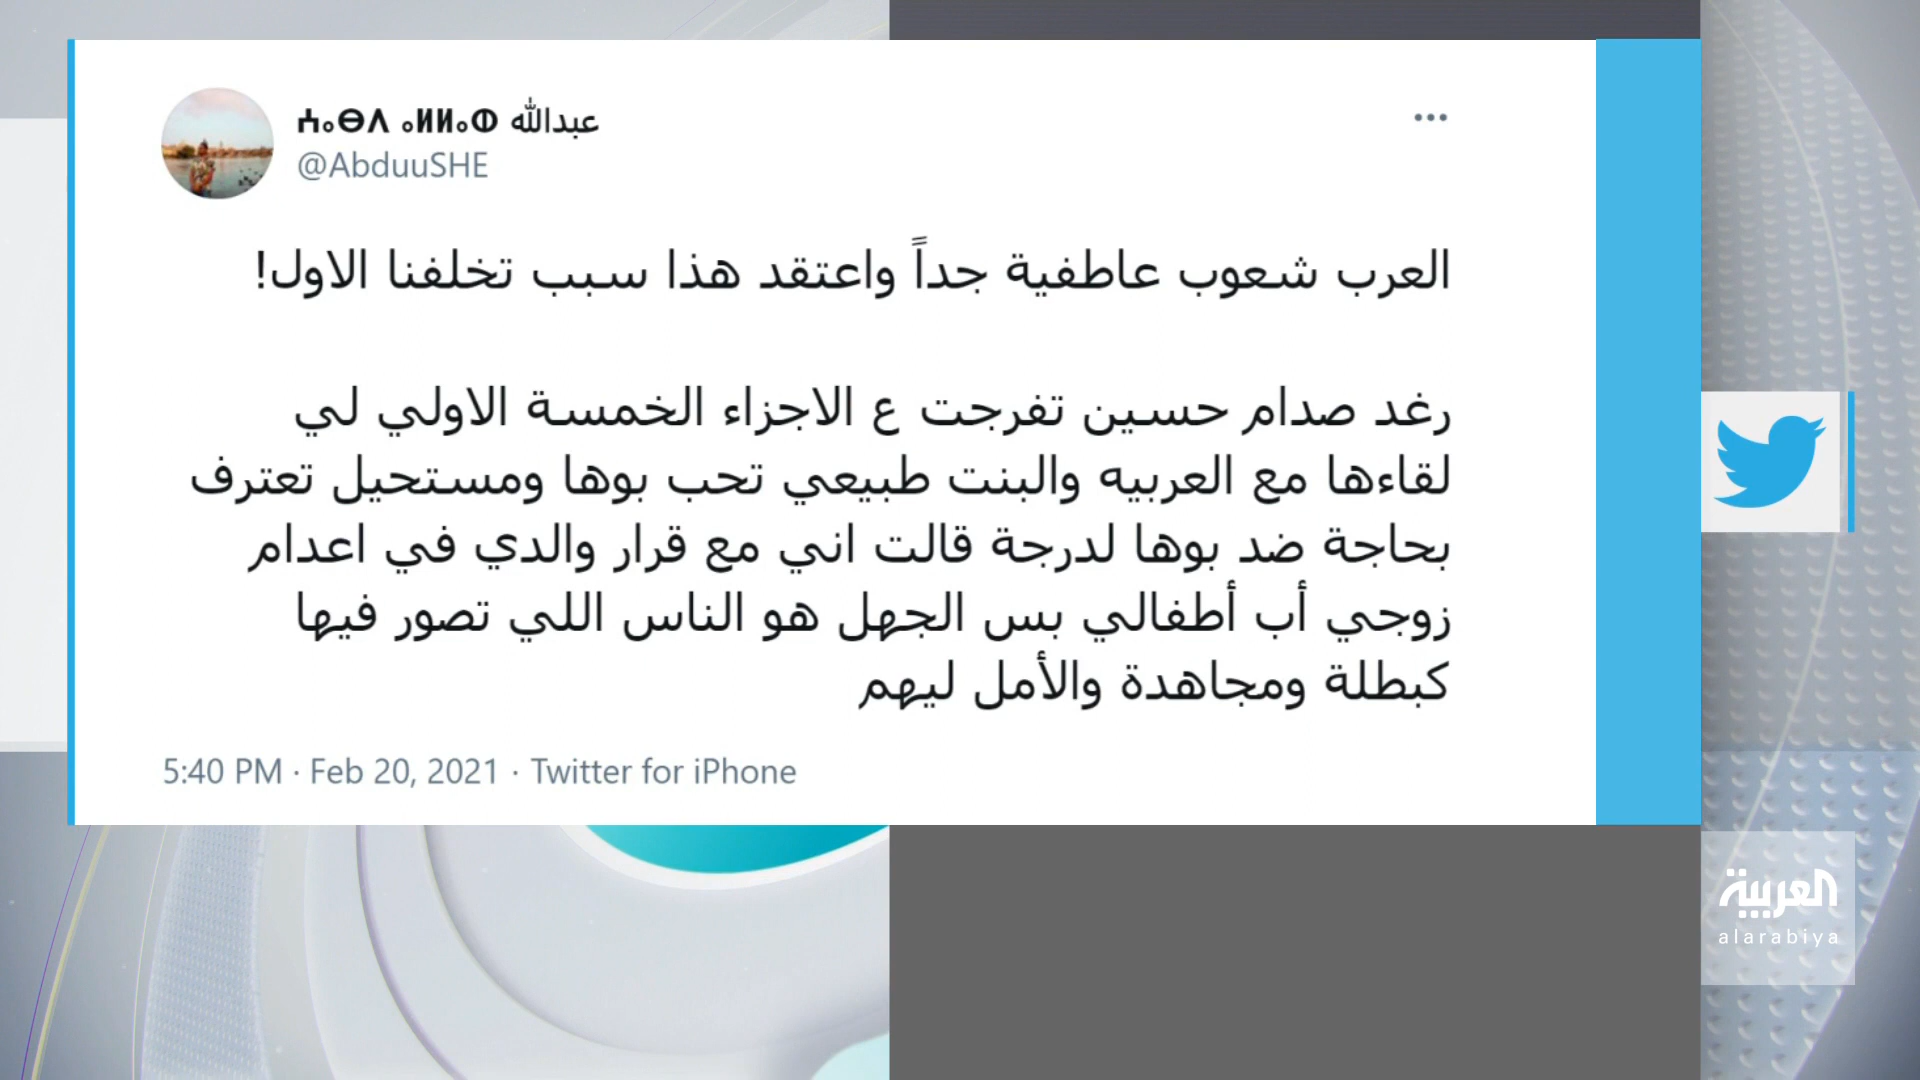 ⵄⴰⴱⴷ ⴰⵍⵍⴰⵀ عبدالله
@AbduuSHE
العرب شعوب عاطفية جداً واعتقد هذا سبب تخلفنا الاول!
رغد صدام حسين تفرجت ع الاجزاء الخمسة الاولي لي
لقاءها مع العربيه والبنت طبيعي تحب بوها ومستحيل تعترف
بحاجة ضد بوها لدرجة قالت اني مع قرار والدي في اعدام
زوجي أب أطفالي بس الجهل هو الناس اللي تصور فيها
كبطلة ومجاهدة والأمل ليهم
5:40 PM · Feb 20, 2021 · Twitter for iPhone
العربية
alarabiya